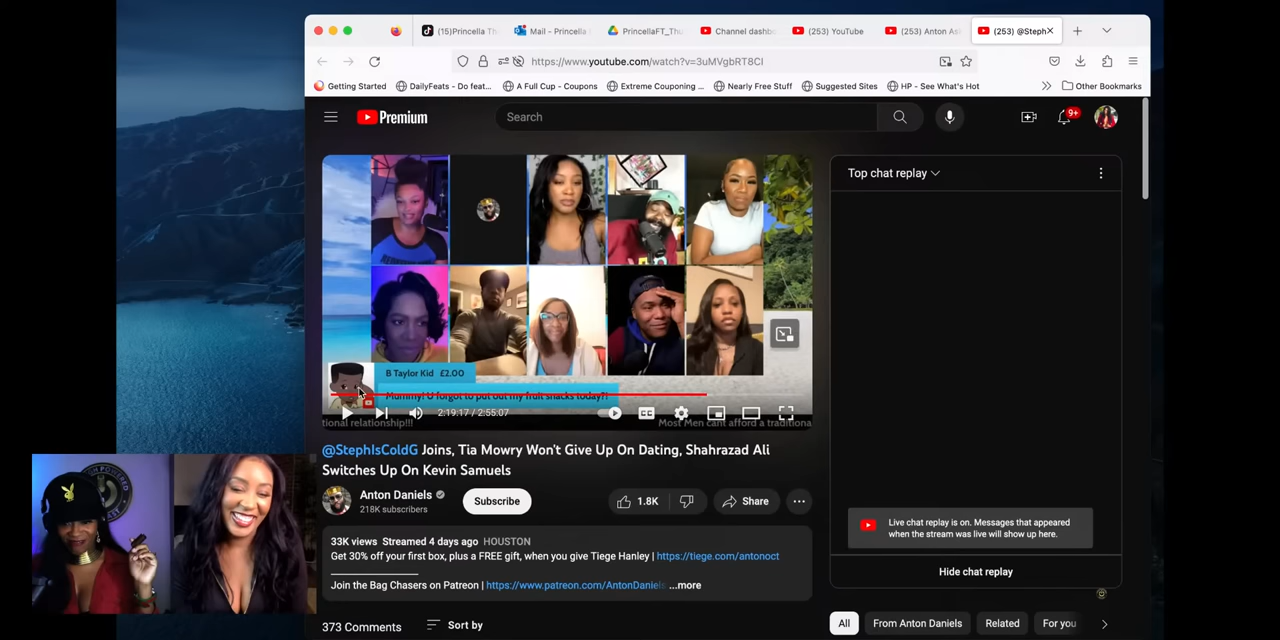 (15)Princella Th
Mail - Princella
PrincellaFT_Thu
Channel dashbo
(253) YouTube
(253) Anton As
(253) @Steph
https://www.youtube.com/watch?v=3uMVgbRT8CI
Getting Started
DailyFeats - Do feat...
A Full Cup - Coupons
Extreme Couponing ...
Nearly Free Stuff
Suggested Sites
HP - See What's Hot
Other Bookmarks
Premium
Search
9+
Top chat replay
B Taylor Kid £2.00
Mummy! U forgot to put out my fruit snacks today?!
CC
2:19:17 / 2:55:07
tional relationship!!!
Most Men cant afford a traditiona
@StephIsColdG Joins, Tia Mowry Won't Give Up On Dating, Shahrazad Ali
Switches Up On Kevin Samuels
Anton Daniels
218K subscribers
Subscribe
1.8K
Share
Live chat replay is on. Messages that appeared
when the stream was live will show up here.
33K views Streamed 4 days ago HOUSTON
Get 30% off your first box, plus a FREE gift, when you give Tiege Hanley | https://tiege.com/antonoct
Join the Bag Chasers on Patreon | https://www.patreon.com/AntonDaniels ...more
Hide chat replay
373 Comments
Sort by
All
From Anton Daniels
Related
For you